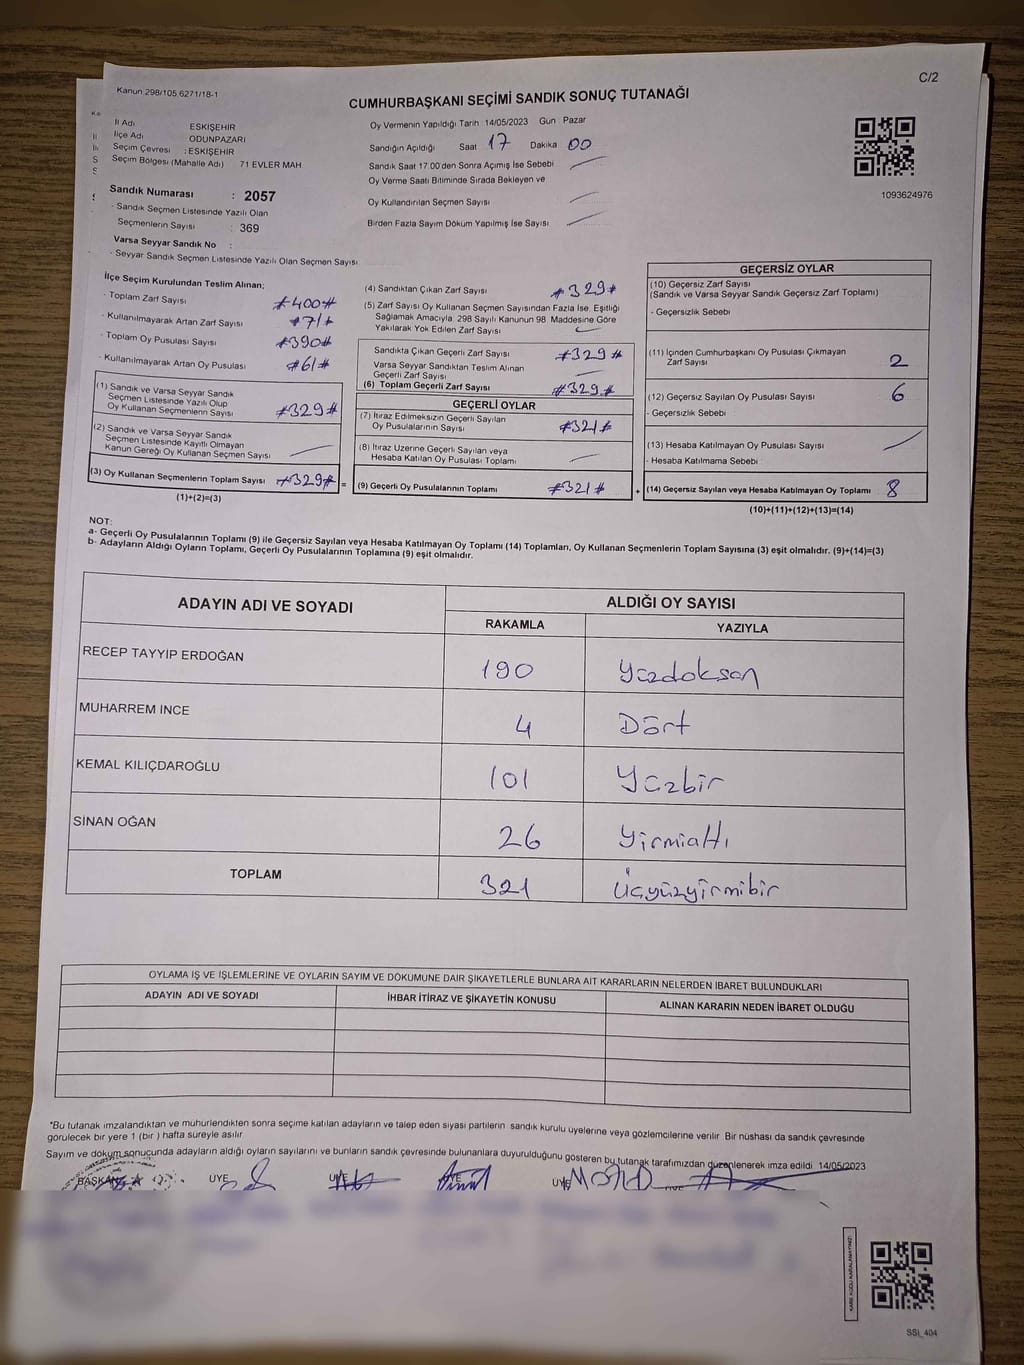 C/2
Kanun 298/105,6271/18-1
CUMHURBAŞKANI SEÇİMİ SANDIK SONUÇ TUTANAĞI
İl Adı ESKİŞEHİR
İlçe Adı ODUNPAZARI
Seçim Çevresi : ESKİŞEHİR
Seçim Bölgesi (Mahalle Adı) 71 EVLER MAH.
Sandık Numarası : 2057
- Sandık Seçmen Listesinde Yazılı Olan
Seçmenlerin Sayısı : 369
Varsa Seyyar Sandık No :
- Seyyar Sandık Seçmen Listesinde Yazılı Olan Seçmen Sayısı
Oy Vermenin Yapıldığı Tarih 14/05/2023 Gün Pazar
Sandığın Açıldığı Saat 17 Dakika 00
Sandık Saat 17.00'den Sonra Açımış İse Sebebi
Oy Verme Saati Bitiminde Sırada Bekleyen ve
Oy Kullandırılan Seçmen Sayısı
Birden Fazla Sayım Döküm Yapılmış İse Sayısı
1093624976
İlçe Seçim Kurulundan Teslim Alınan;
- Toplam Zarf Sayısı #400#
- Kullanılmayarak Artan Zarf Sayısı #71#
- Toplam Oy Pusulası Sayısı #390#
- Kullanılmayarak Artan Oy Pusulası #61#
(1) Sandık ve Varsa Seyyar Sandık
Seçmen Listesinde Yazılı Olup
Oy Kullanan Seçmenlerin Sayısı #329#
(2) Sandık ve Varsa Seyyar Sandık
Seçmen Listesinde Kayıtlı Olmayan
Kanun Gereği Oy Kullanan Seçmen Sayısı
(3) Oy Kullanan Seçmenlerin Toplam Sayısı #329# =
(1)+(2)=(3)
(4) Sandıktan Çıkan Zarf Sayısı #329#
(5) Zarf Sayısı Oy Kullanan Seçmen Sayısından Fazla İse, Eşitliği
Sağlamak Amacıyla, 298 Sayılı Kanunun 98. Maddesine Göre
Yakılarak Yok Edilen Zarf Sayısı
Sandıkta Çıkan Geçerli Zarf Sayısı #329#
Varsa Seyyar Sandıktan Teslim Alınan
Geçerli Zarf Sayısı
(6) Toplam Geçerli Zarf Sayısı #329#
GEÇERLİ OYLAR
(7) İtiraz Edilmeksizin Geçerli Sayılan
Oy Pusulalarının Sayısı #321#
(8) İtiraz Üzerine Geçerli Sayılan veya
Hesaba Katılan Oy Pusulası Toplamı
(9) Geçerli Oy Pusulalarının Toplamı #321# +
GEÇERSİZ OYLAR
(10) Geçersiz Zarf Sayısı
(Sandık ve Varsa Seyyar Sandık Geçersiz Zarf Toplamı)
- Geçersizlik Sebebi
(11) İçinden Cumhurbaşkanı Oy Pusulası Çıkmayan
Zarf Sayısı 2
(12) Geçersiz Sayılan Oy Pusulası Sayısı 6
- Geçersizlik Sebebi
(13) Hesaba Katılmayan Oy Pusulası Sayısı
- Hesaba Katılmama Sebebi
(14) Geçersiz Sayılan veya Hesaba Katılmayan Oy Toplamı 8
(10)+(11)+(12)+(13)=(14)
NOT:
a- Geçerli Oy Pusulalarının Toplamı (9) ile Geçersiz Sayılan veya Hesaba Katılmayan Oy Toplamı (14) Toplamları, Oy Kullanan Seçmenlerin Toplam Sayısına (3) eşit olmalıdır. (9)+(14)=(3)
b- Adayların Aldığı Oyların Toplamı, Geçerli Oy Pusulalarının Toplamına (9) eşit olmalıdır.
ADAYIN ADI VE SOYADI ALDIĞI OY SAYISI
RAKAMLA YAZIYLA
RECEP TAYYİP ERDOĞAN 190 Yüzdoksan
MUHARREM İNCE 4 Dört
KEMAL KILIÇDAROĞLU 101 Yüzbir
SİNAN OĞAN 26 Yirmialtı
TOPLAM 321 Üçyüzyirmibir
OYLAMA İŞ VE İŞLEMLERİNE VE OYLARIN SAYIM VE DÖKÜMÜNE DAİR ŞİKAYETLERLE BUNLARA AİT KARARLARIN NELERDEN İBARET BULUNDUKLARI
ADAYIN ADI VE SOYADI İHBAR İTİRAZ VE ŞİKAYETİN KONUSU ALINAN KARARIN NEDEN İBARET OLDUĞU
*Bu tutanak imzalandıktan ve mühürlendikten sonra seçime katılan adayların ve talep eden siyasi partilerin sandık kurulu üyelerine veya gözlemcilerine verilir. Bir nüshası da sandık çevresinde
görülecek bir yere 1 (bir) hafta süreyle asılır.
Sayım ve döküm sonucunda adayların aldığı oyların sayılarını ve bunların sandık çevresinde bulunanlara duyurulduğunu gösteren bu tutanak tarafımızdan düzenlenerek imza edildi. 14/05/2023
BAŞKAN ÜYE ÜYE ÜYE ÜYE ÜYE
KARE KODU KARALAMAYINIZ!
SSİ_404